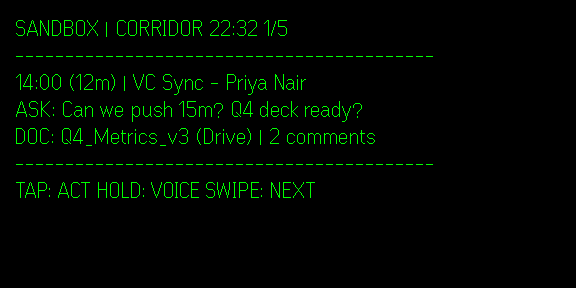 SANDBOX | CORRIDOR 22:32 1/5
------------------------------------------
14:00 (12m) | VC Sync - Priya Nair
ASK: Can we push 15m? Q4 deck ready?
DOC: Q4_Metrics_v3 (Drive) | 2 comments
------------------------------------------
TAP: ACT HOLD: VOICE SWIPE: NEXT